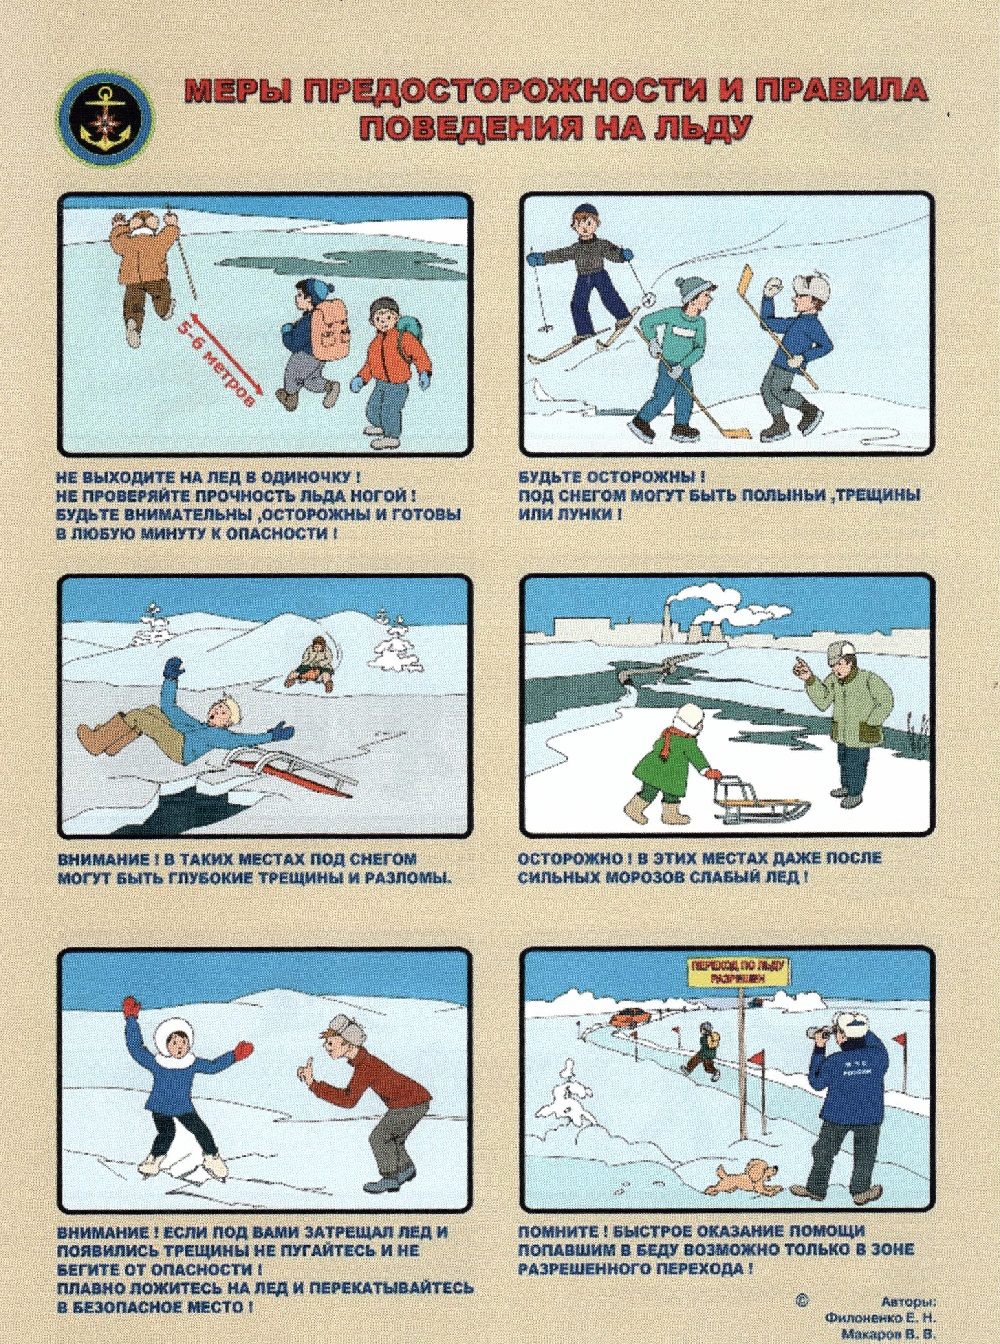 МЕРЫ ПРЕДОСТОРОЖНОСТИ И ПРАВИЛА
ПОВЕДЕНИЯ НА ЛЬДУ
5-6 метров
НЕ ВЫХОДИТЕ НА ЛЕД В ОДИНОЧКУ !
НЕ ПРОВЕРЯЙТЕ ПРОЧНОСТЬ ЛЬДА НОГОЙ !
БУДЬТЕ ВНИМАТЕЛЬНЫ ,ОСТОРОЖНЫ И ГОТОВЫ
В ЛЮБУЮ МИНУТУ К ОПАСНОСТИ !
БУДЬТЕ ОСТОРОЖНЫ !
ПОД СНЕГОМ МОГУТ БЫТЬ ПОЛЫНЬИ ,ТРЕЩИНЫ
ИЛИ ЛУНКИ !
ВНИМАНИЕ ! В ТАКИХ МЕСТАХ ПОД СНЕГОМ
МОГУТ БЫТЬ ГЛУБОКИЕ ТРЕЩИНЫ И РАЗЛОМЫ.
ОСТОРОЖНО ! В ЭТИХ МЕСТАХ ДАЖЕ ПОСЛЕ
СИЛЬНЫХ МОРОЗОВ СЛАБЫЙ ЛЕД !
ВНИМАНИЕ ! ЕСЛИ ПОД ВАМИ ЗАТРЕЩАЛ ЛЕД И
ПОЯВИЛИСЬ ТРЕЩИНЫ НЕ ПУГАЙТЕСЬ И НЕ
БЕГИТЕ ОТ ОПАСНОСТИ !
ПЛАВНО ЛОЖИТЕСЬ НА ЛЕД И ПЕРЕКАТЫВАЙТЕСЬ
В БЕЗОПАСНОЕ МЕСТО !
ПЕРЕХОД ПО ЛЬДУ
РАЗРЕШЕН
МЧС
РОССИИ
ПОМНИТЕ ! БЫСТРОЕ ОКАЗАНИЕ ПОМОЩИ
ПОПАВШИМ В БЕДУ ВОЗМОЖНО ТОЛЬКО В ЗОНЕ
РАЗРЕШЕННОГО ПЕРЕХОДА !
© Авторы:
Филоненко Е. Н.
Макаров В. В.